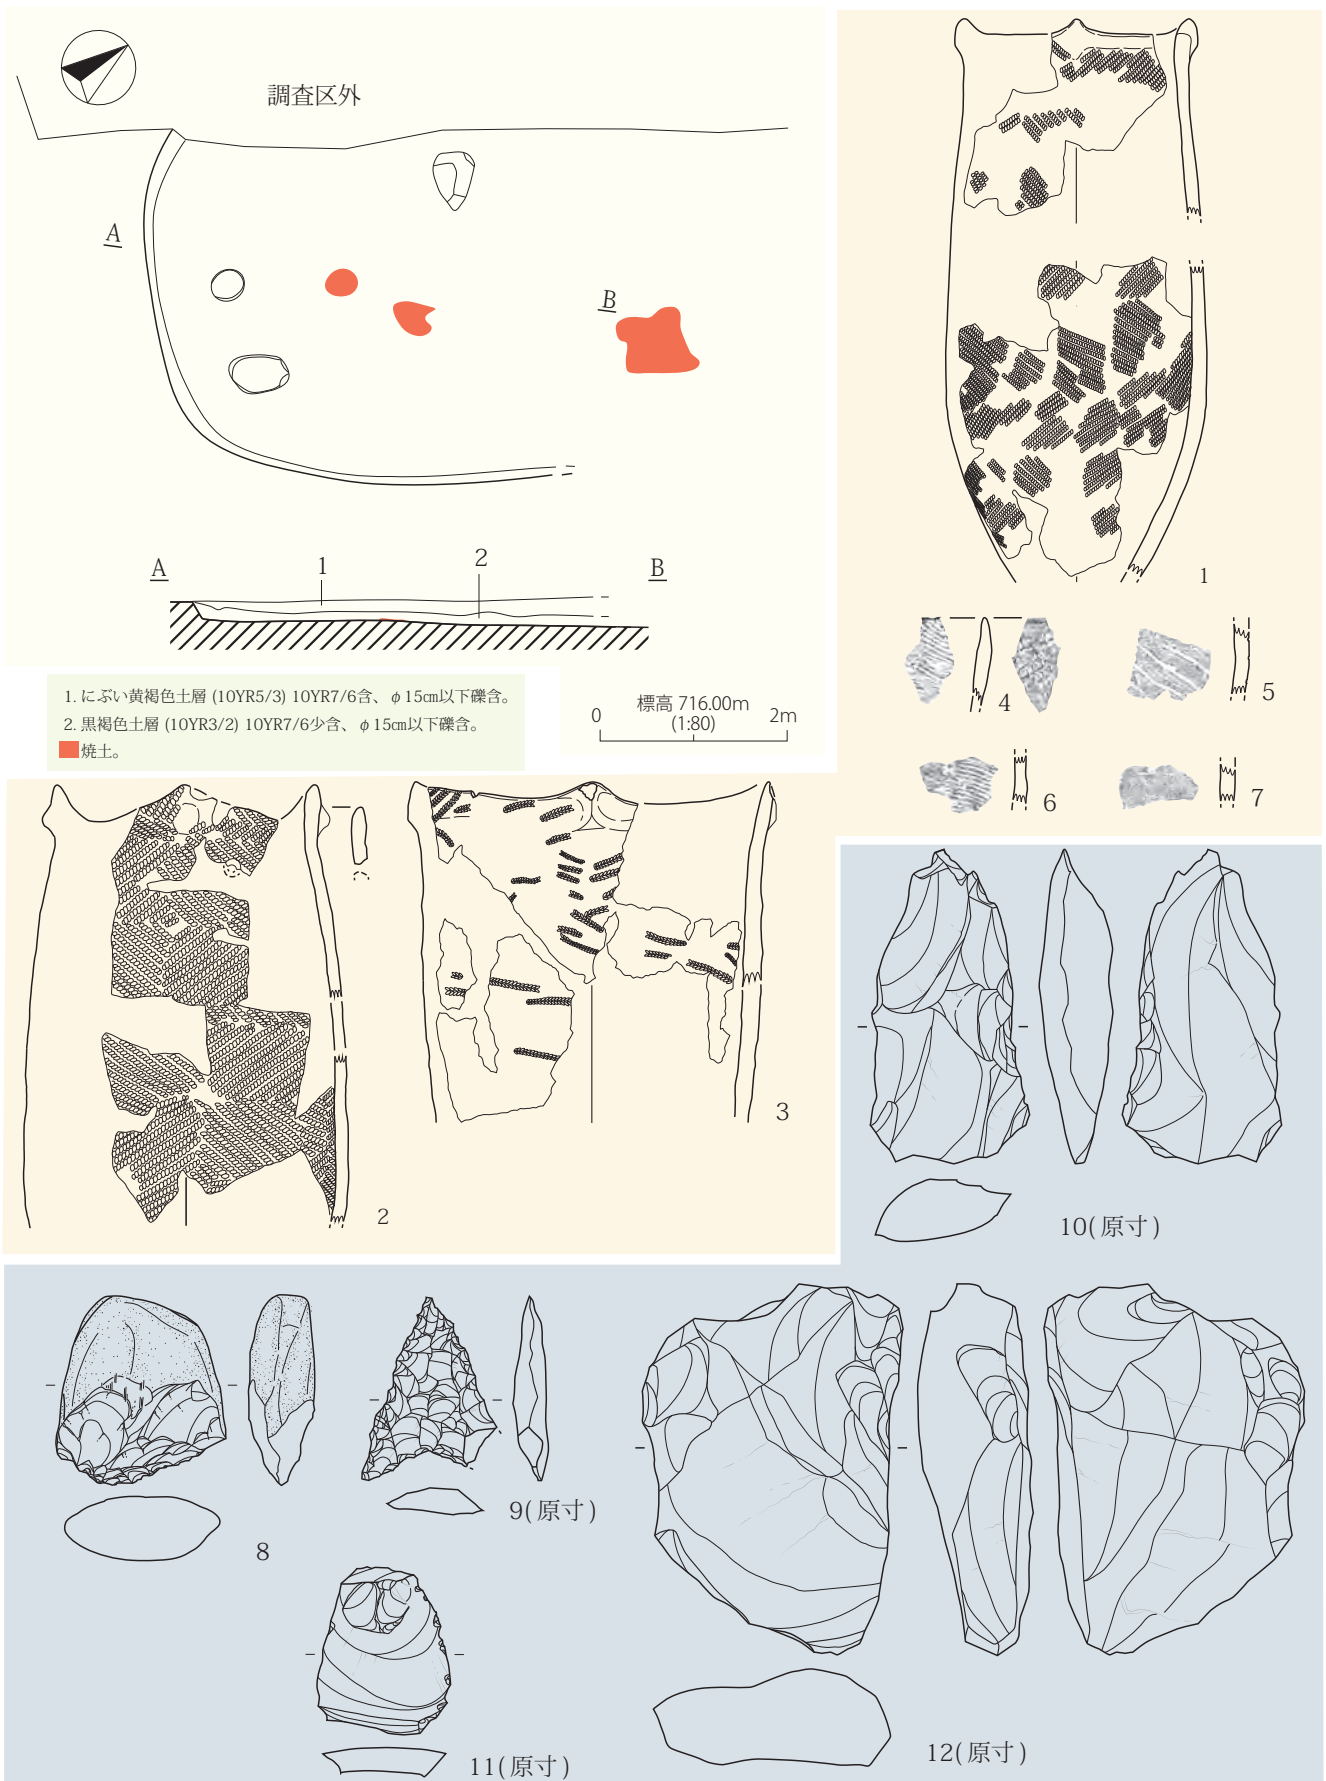 調査区外
A
B
A
1
2
B
1. にぶい黄褐色土層 (10YR5/3) 10YR7/6含、φ15㎝以下礫含。
2. 黒褐色土層 (10YR3/2) 10YR7/6少含、φ15㎝以下礫含。
焼土。
標高 716.00m
0 (1:80) 2m
1
4
5
6
7
2
3
10(原寸)
8
9(原寸)
11(原寸)
12(原寸)